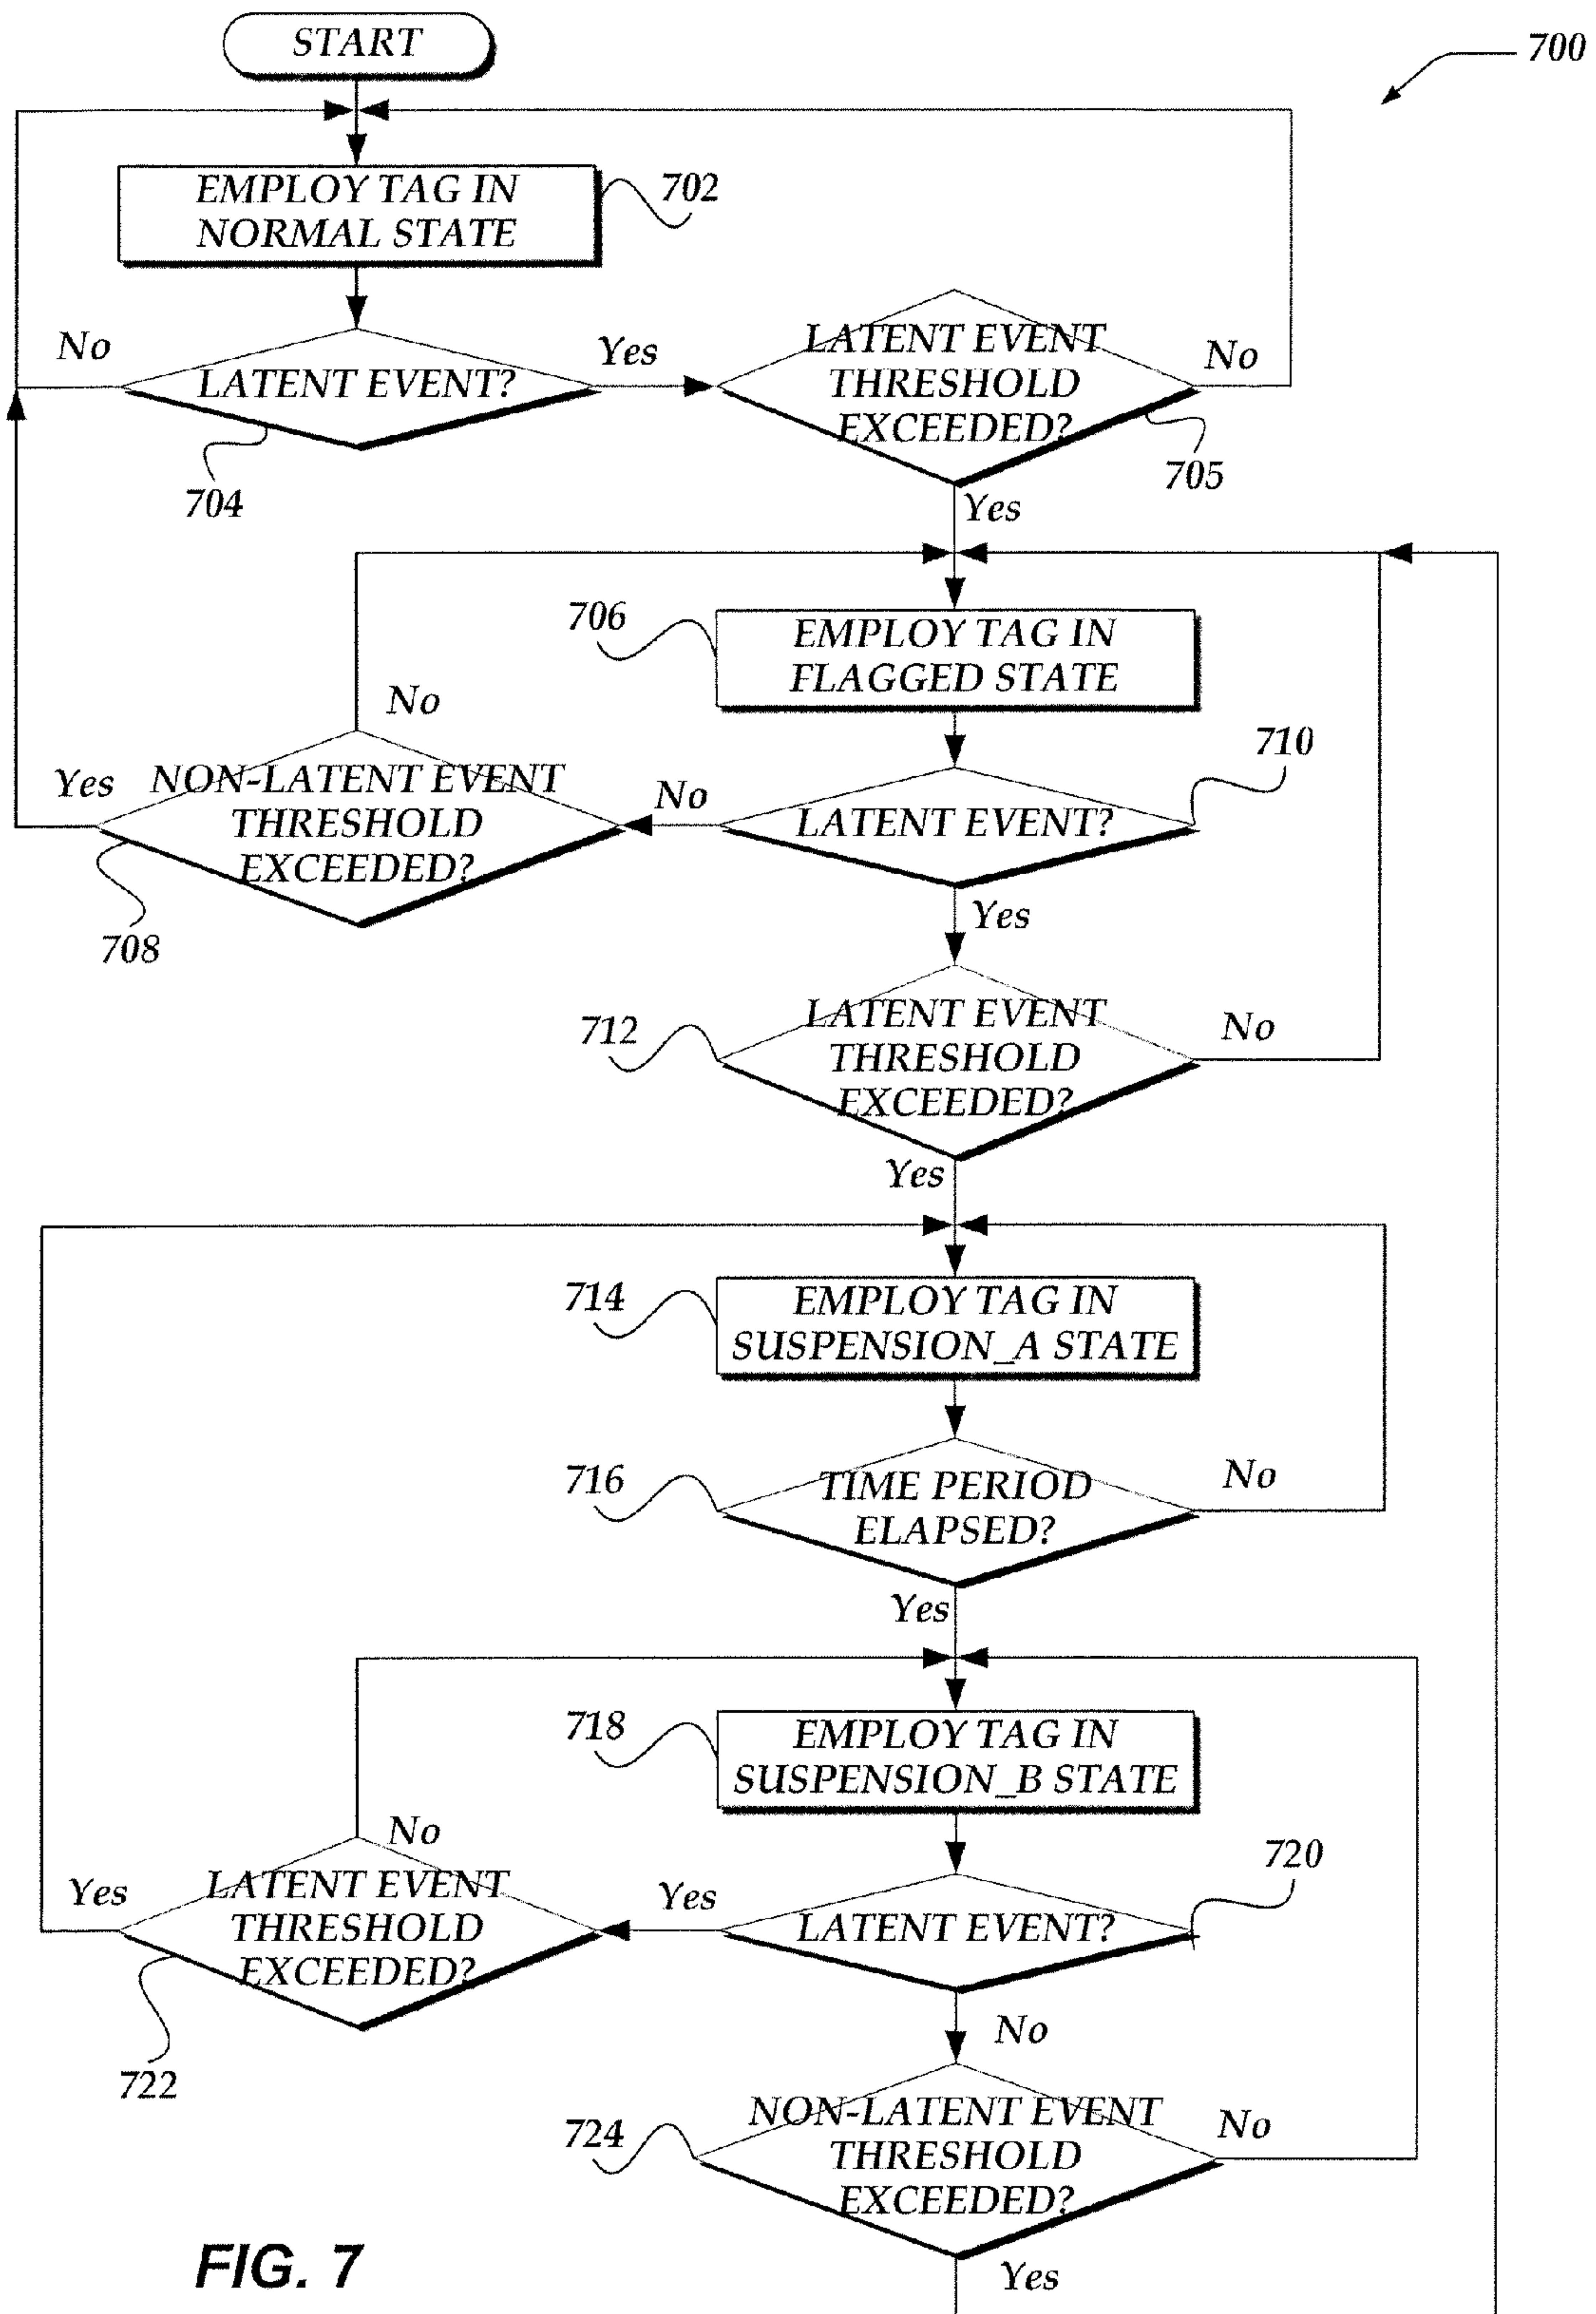 START
700
EMPLOY TAG IN
NORMAL STATE
702
No
LATENT EVENT?
Yes
LATENT EVENT
THRESHOLD
EXCEEDED?
No
704
705
Yes
706
EMPLOY TAG IN
FLAGGED STATE
No
710
Yes
NON-LATENT EVENT
THRESHOLD
EXCEEDED?
No
LATENT EVENT?
708
Yes
712
LATENT EVENT
THRESHOLD
EXCEEDED?
No
Yes
714
EMPLOY TAG IN
SUSPENSION_A STATE
716
TIME PERIOD
ELAPSED?
No
Yes
718
EMPLOY TAG IN
SUSPENSION_B STATE
No
720
Yes
LATENT EVENT
THRESHOLD
EXCEEDED?
Yes
LATENT EVENT?
722
No
724
NON-LATENT EVENT
THRESHOLD
EXCEEDED?
No
Yes
FIG. 7